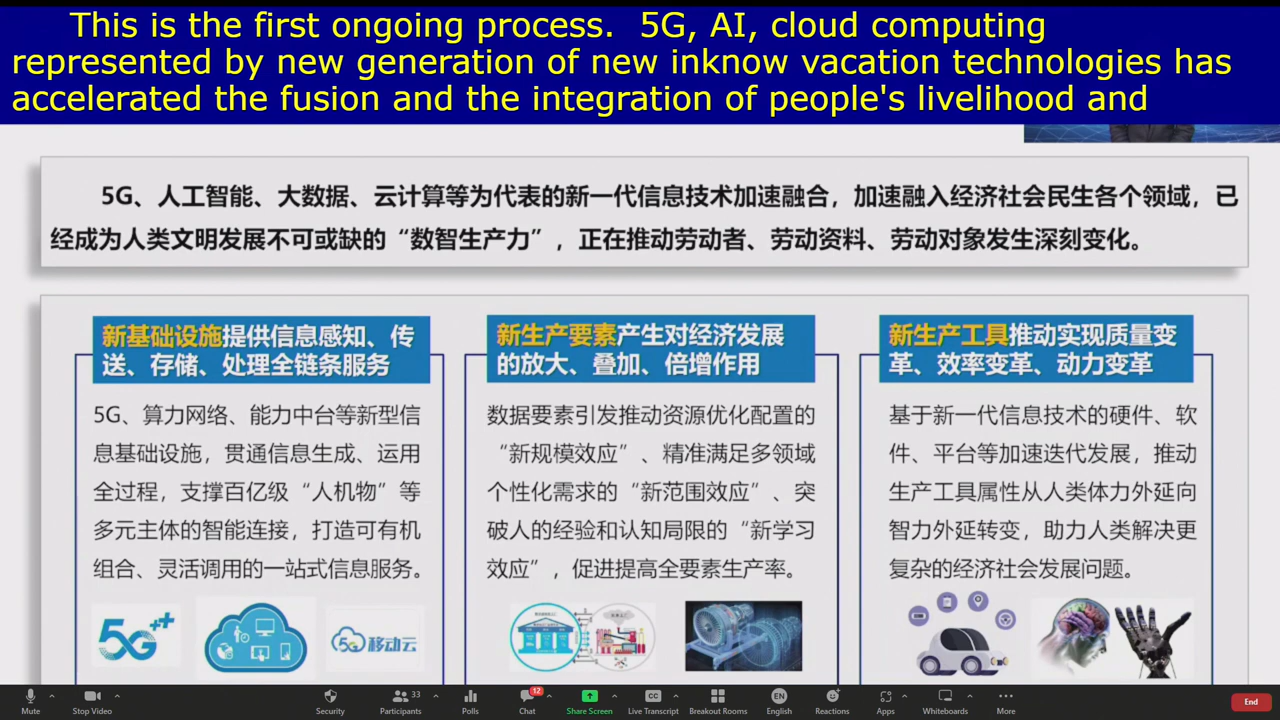 This is the first ongoing process.  5G, AI, cloud computing
represented by new generation of new inknow vacation technologies has
accelerated the fusion and the integration of people's livelihood and
5G、人工智能、大数据、云计算等为代表的新一代信息技术加速融合，加速融入经济社会民生各个领域，已
经成为人类文明发展不可或缺的“数智生产力”，正在推动劳动者、劳动资料、劳动对象发生深刻变化。
新基础设施提供信息感知、传
送、存储、处理全链条服务
5G、算力网络、能力中台等新型信
息基础设施，贯通信息生成、运用
全过程，支撑百亿级“人机物”等
多元主体的智能连接，打造可有机
组合、灵活调用的一站式信息服务。
5G++
5G 移动云
新生产要素产生对经济发展
的放大、叠加、倍增作用
数据要素引发推动资源优化配置的
“新规模效应”、精准满足多领域
个性化需求的“新范围效应”、突
破人的经验和认知局限的“新学习
效应”，促进提高全要素生产率。
新生产工具推动实现质量变
革、效率变革、动力变革
基于新一代信息技术的硬件、软
件、平台等加速迭代发展，推动
生产工具属性从人类体力外延向
智力外延转变，助力人类解决更
复杂的经济社会发展问题。
Mute
Stop Video
Security
Participants
33
Polls
Chat
12
Share Screen
CC
Live Transcript
Breakout Rooms
EN
English
Reactions
Apps
Whiteboards
More
End